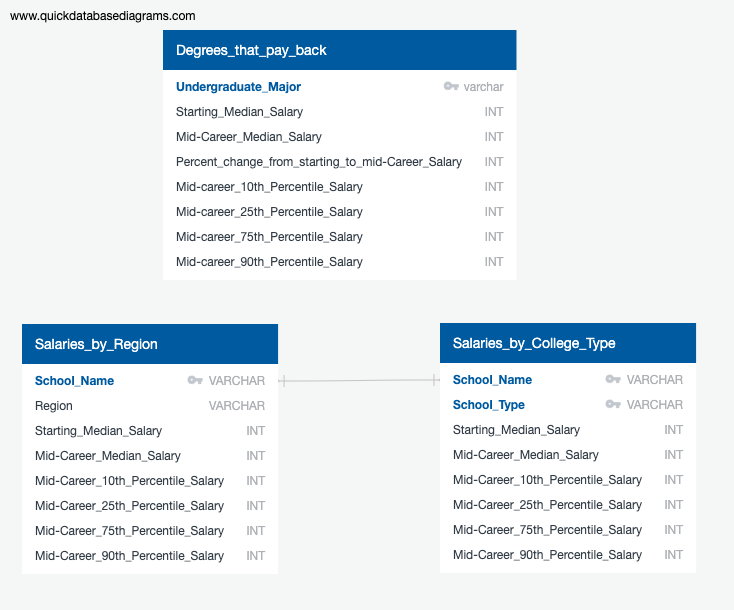 www.quickdatabasediagrams.com
Degrees_that_pay_back
Undergraduate_Major varchar
Starting_Median_Salary INT
Mid-Career_Median_Salary INT
Percent_change_from_starting_to_mid-Career_Salary INT
Mid-career_10th_Percentile_Salary INT
Mid-career_25th_Percentile_Salary INT
Mid-career_75th_Percentile_Salary INT
Mid-career_90th_Percentile_Salary INT
Salaries_by_Region
School_Name VARCHAR
Region VARCHAR
Starting_Median_Salary INT
Mid-Career_Median_Salary INT
Mid-Career_10th_Percentile_Salary INT
Mid-Career_25th_Percentile_Salary INT
Mid-Career_75th_Percentile_Salary INT
Mid-Career_90th_Percentile_Salary INT
Salaries_by_College_Type
School_Name VARCHAR
School_Type VARCHAR
Starting_Median_Salary INT
Mid-Career_Median_Salary INT
Mid-Career_10th_Percentile_Salary INT
Mid-Career_25th_Percentile_Salary INT
Mid-Career_75th_Percentile_Salary INT
Mid-Career_90th_Percentile_Salary INT